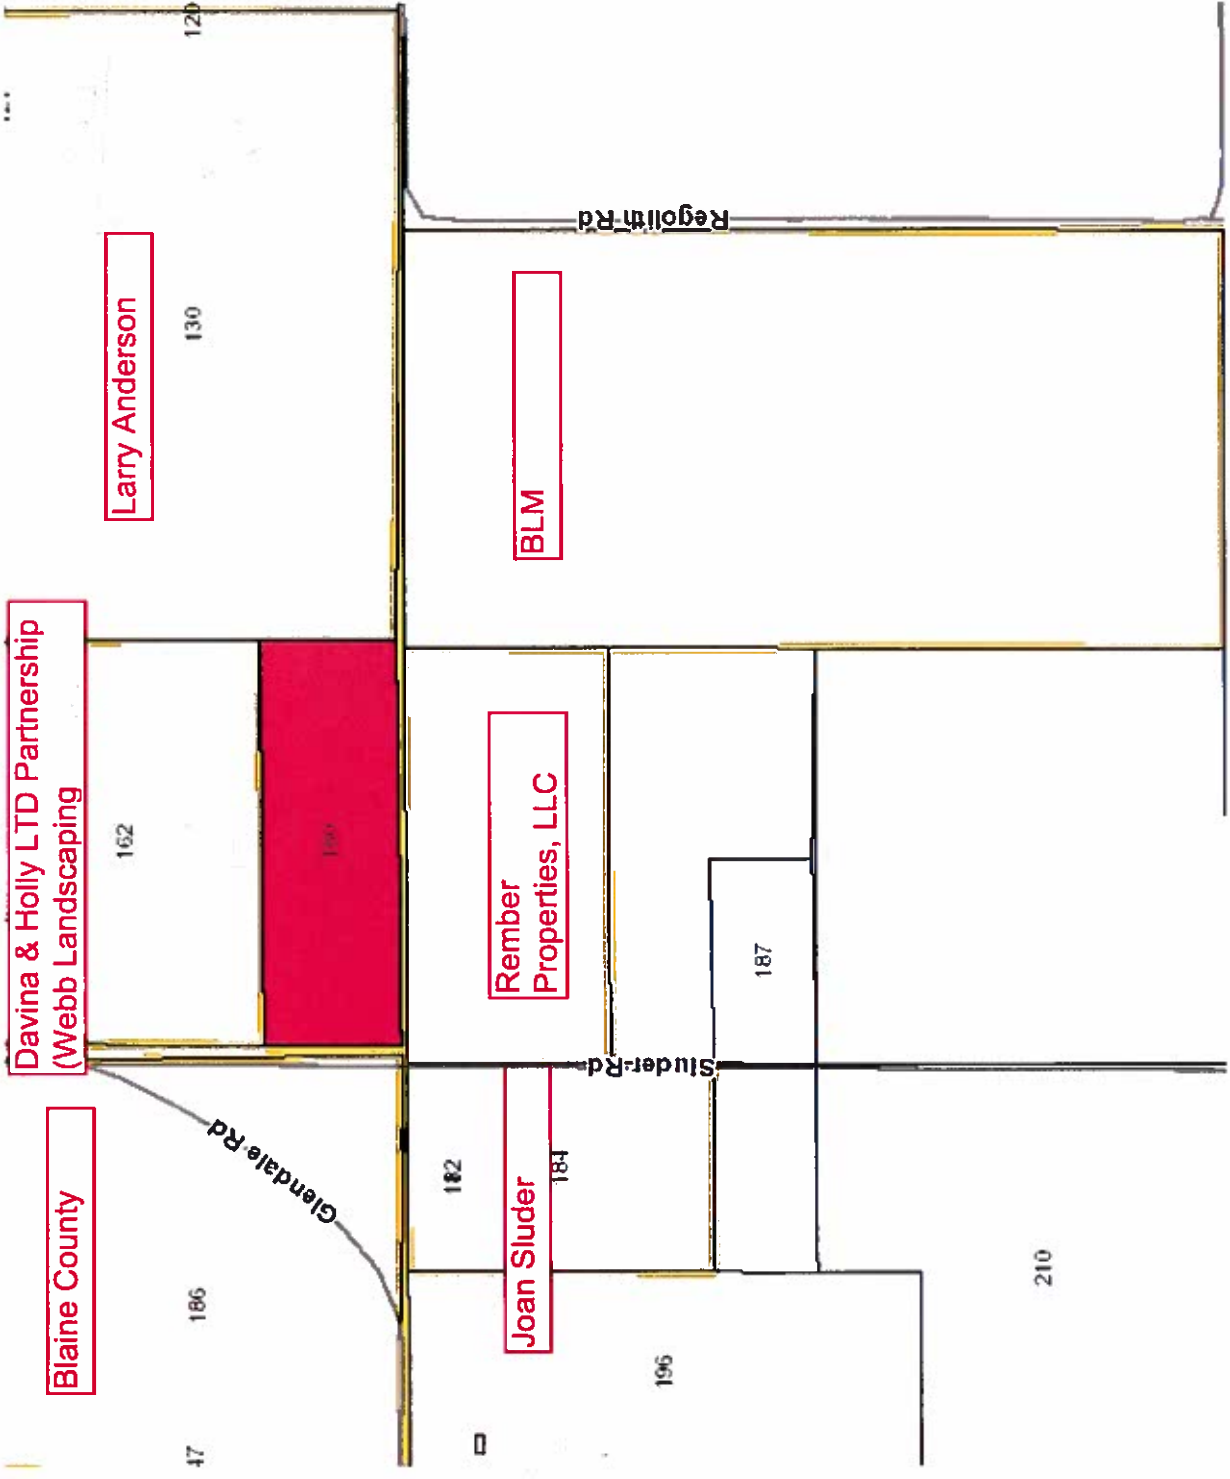 Davina & Holly LTD Partnership
(Webb Landscaping
Blaine County
Larry Anderson
162
160
186
130
120
47
Glendale Rd
Regolith Rd
Sluder Rd
Rember
Properties, LLC
BLM
Joan Sluder
182
184
187
196
210